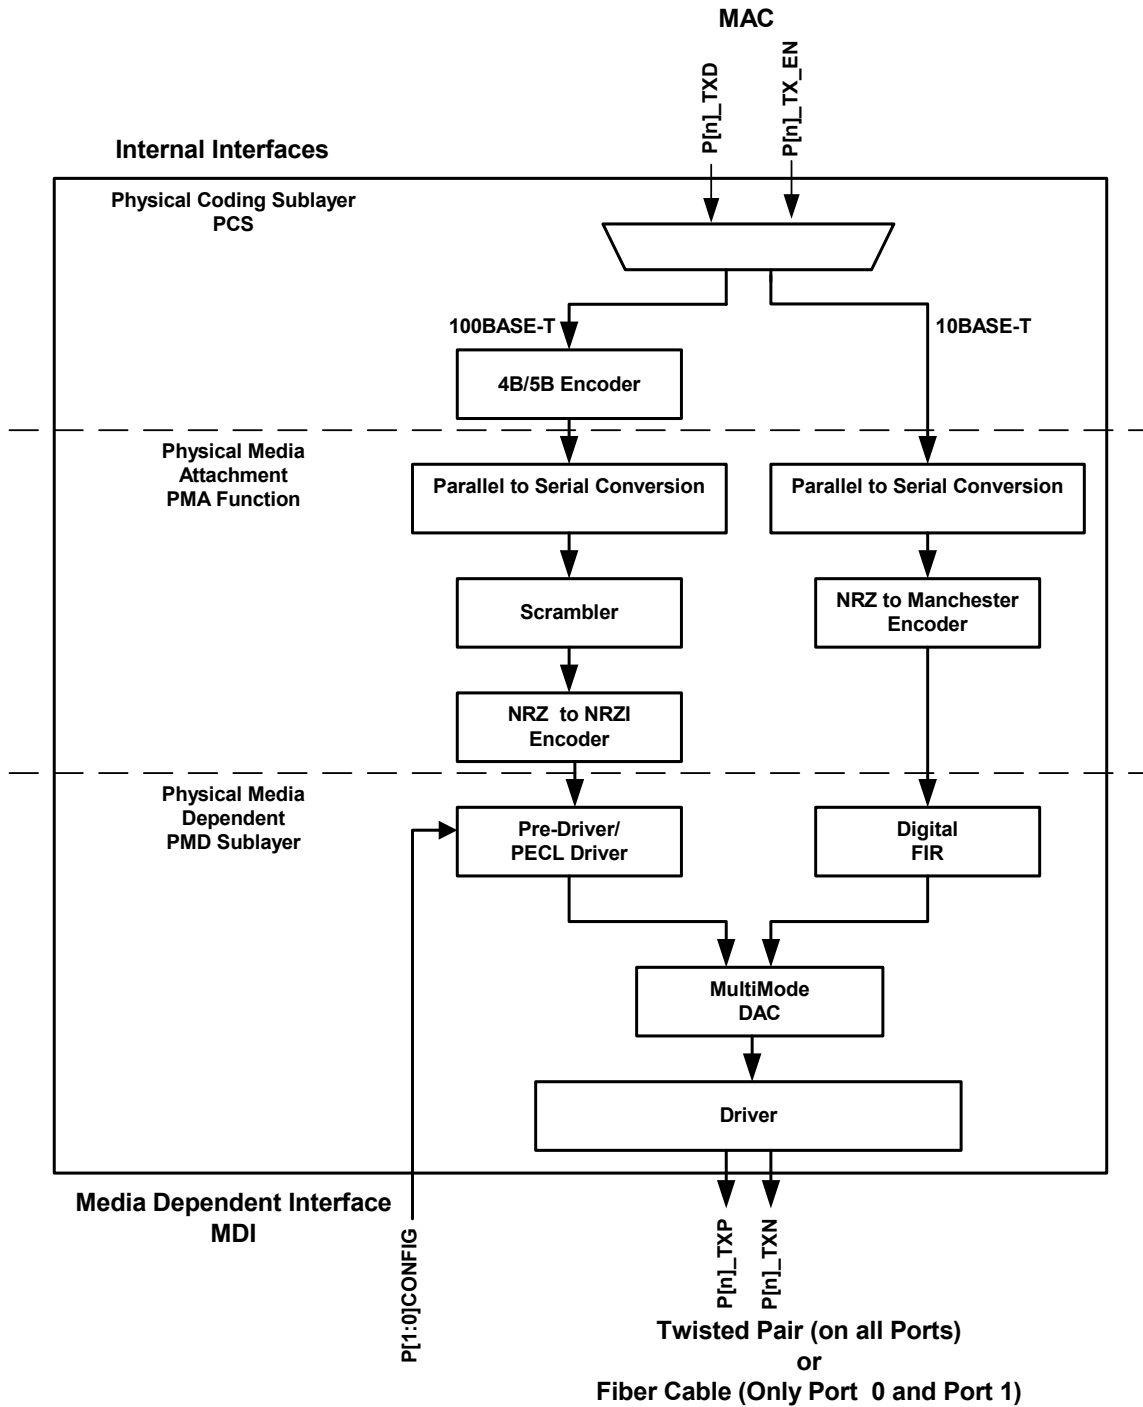 MAC
P[n]_TXD
P[n]_TX_EN
Internal Interfaces
Physical Coding Sublayer
PCS
100BASE-T
10BASE-T
4B/5B Encoder
Physical Media
Attachment
PMA Function
Parallel to Serial Conversion
Parallel to Serial Conversion
Scrambler
NRZ to Manchester
Encoder
NRZ to NRZI
Encoder
Physical Media
Dependent
PMD Sublayer
Pre-Driver/
PECL Driver
Digital
FIR
MultiMode
DAC
Driver
Media Dependent Interface
MDI
P[1:0]CONFIG
P[n]_TXP
P[n]_TXN
Twisted Pair (on all Ports)
or
Fiber Cable (Only Port 0 and Port 1)